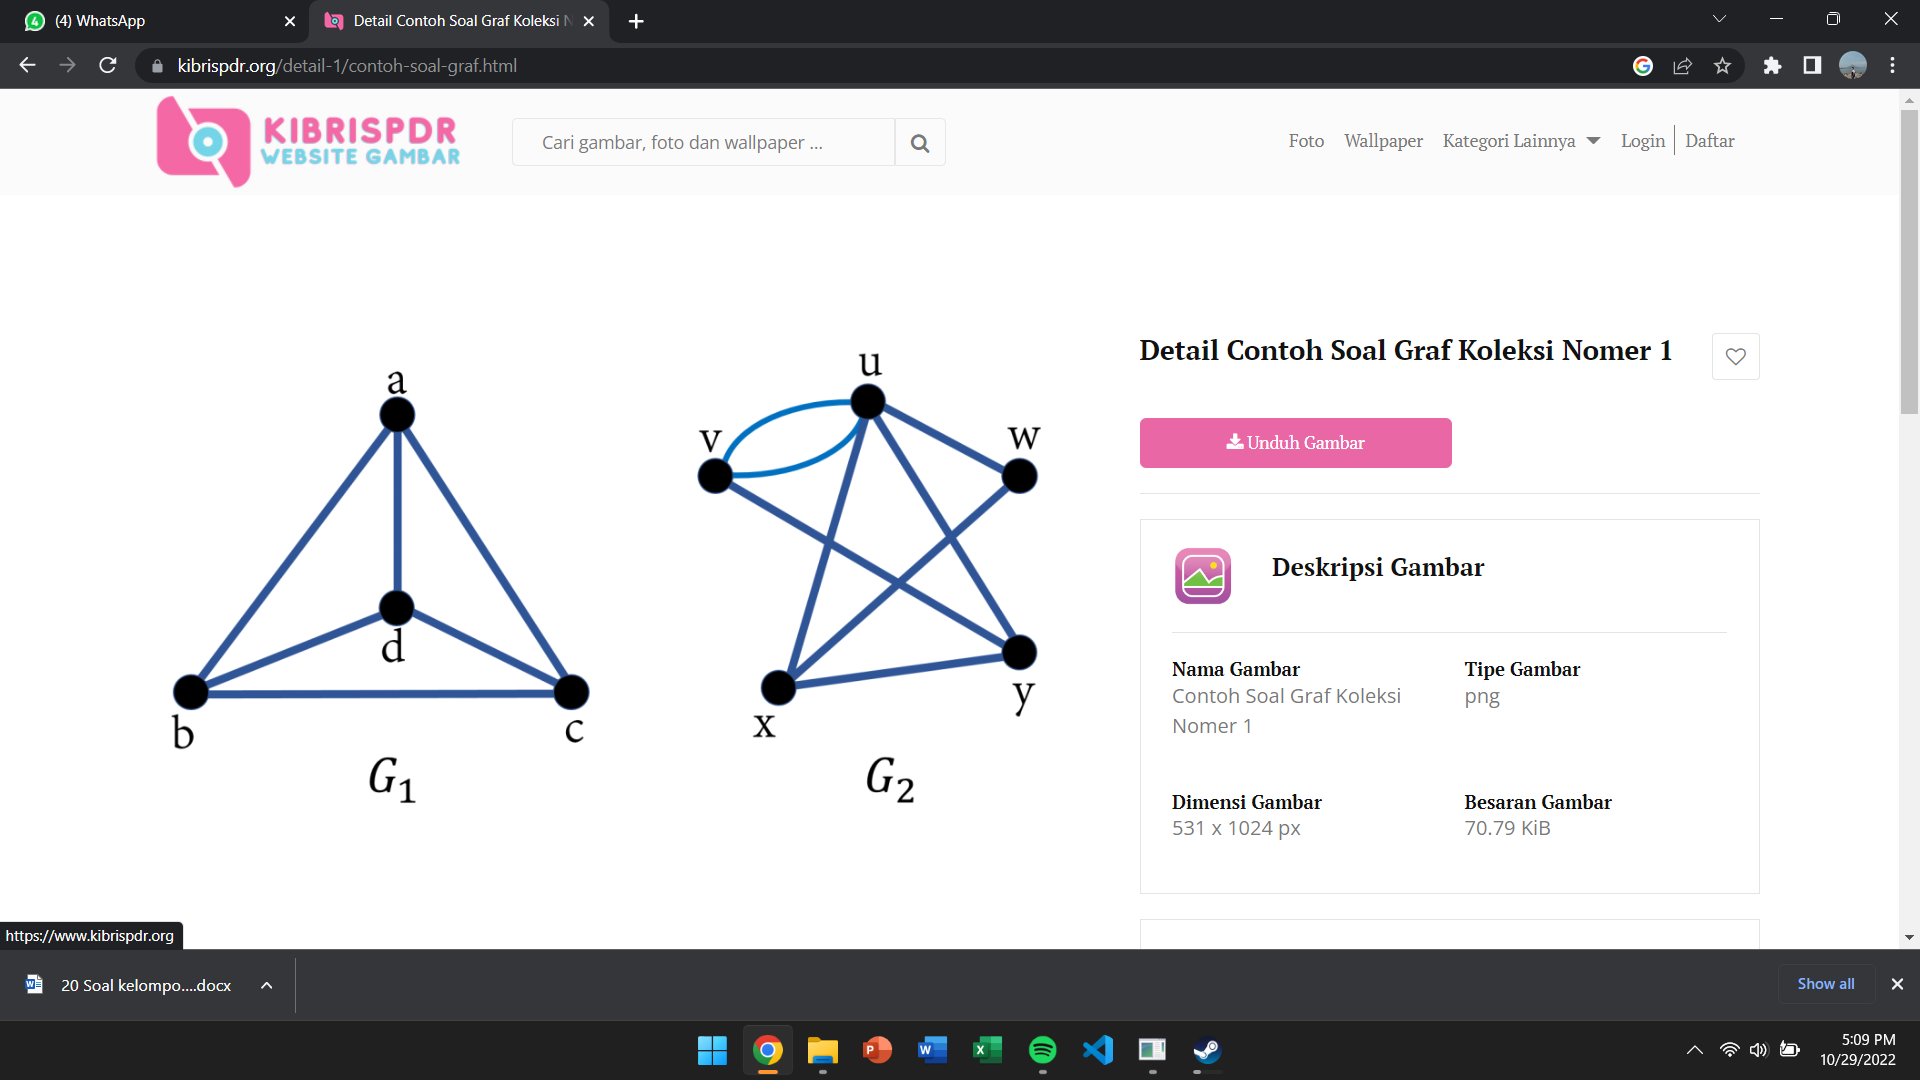 4
(4) WhatsApp
Detail Contoh Soal Graf Koleksi N
kibrispdr.org/detail-1/contoh-soal-graf.html
KIBRISPDR
WEBSITE GAMBAR
Cari gambar, foto dan wallpaper ...
Foto
Wallpaper
Kategori Lainnya
Login
Daftar
a
b
c
d
G1
u
v
w
x
y
G2
Detail Contoh Soal Graf Koleksi Nomer 1
Unduh Gambar
Deskripsi Gambar
Nama Gambar
Contoh Soal Graf Koleksi
Nomer 1
Tipe Gambar
png
Dimensi Gambar
531 x 1024 px
Besaran Gambar
70.79 KiB
https://www.kibrispdr.org
20 Soal kelompo....docx
Show all
5:09 PM
10/29/2022